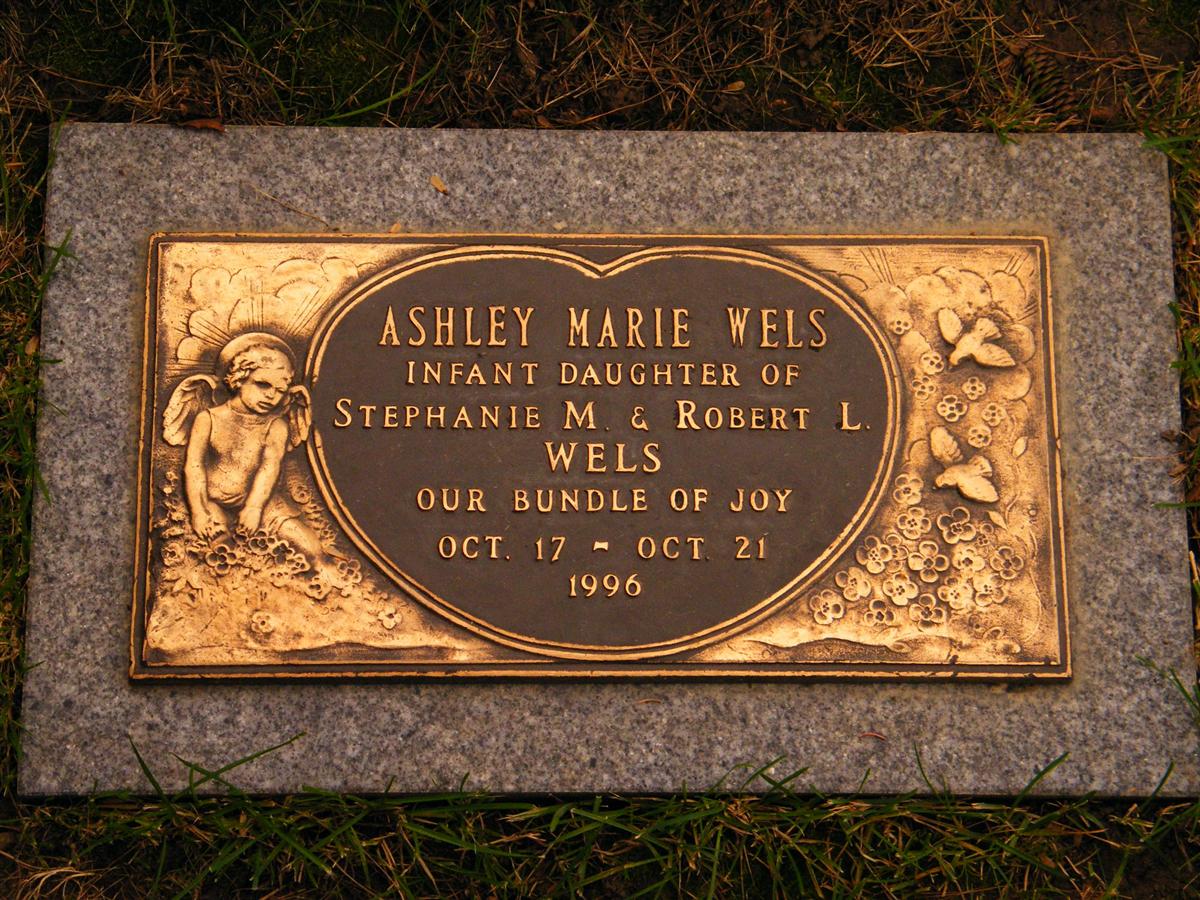 ASHLEY MARIE WELS
INFANT DAUGHTER OF
STEPHANIE M. & ROBERT L.
WELS
OUR BUNDLE OF JOY
OCT. 17 - OCT. 21
1996